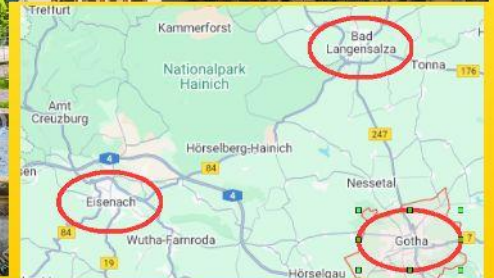 Treffurt
Kammerforst
Bad
Langensalza
Tonna
176
Nationalpark
Hainich
Amt
Creuzburg
247
4
Hörselberg-Hainich
84
4
Nessetal
Eisenach
84
Wutha-Farnroda
Gotha
7
19
Hörselgau